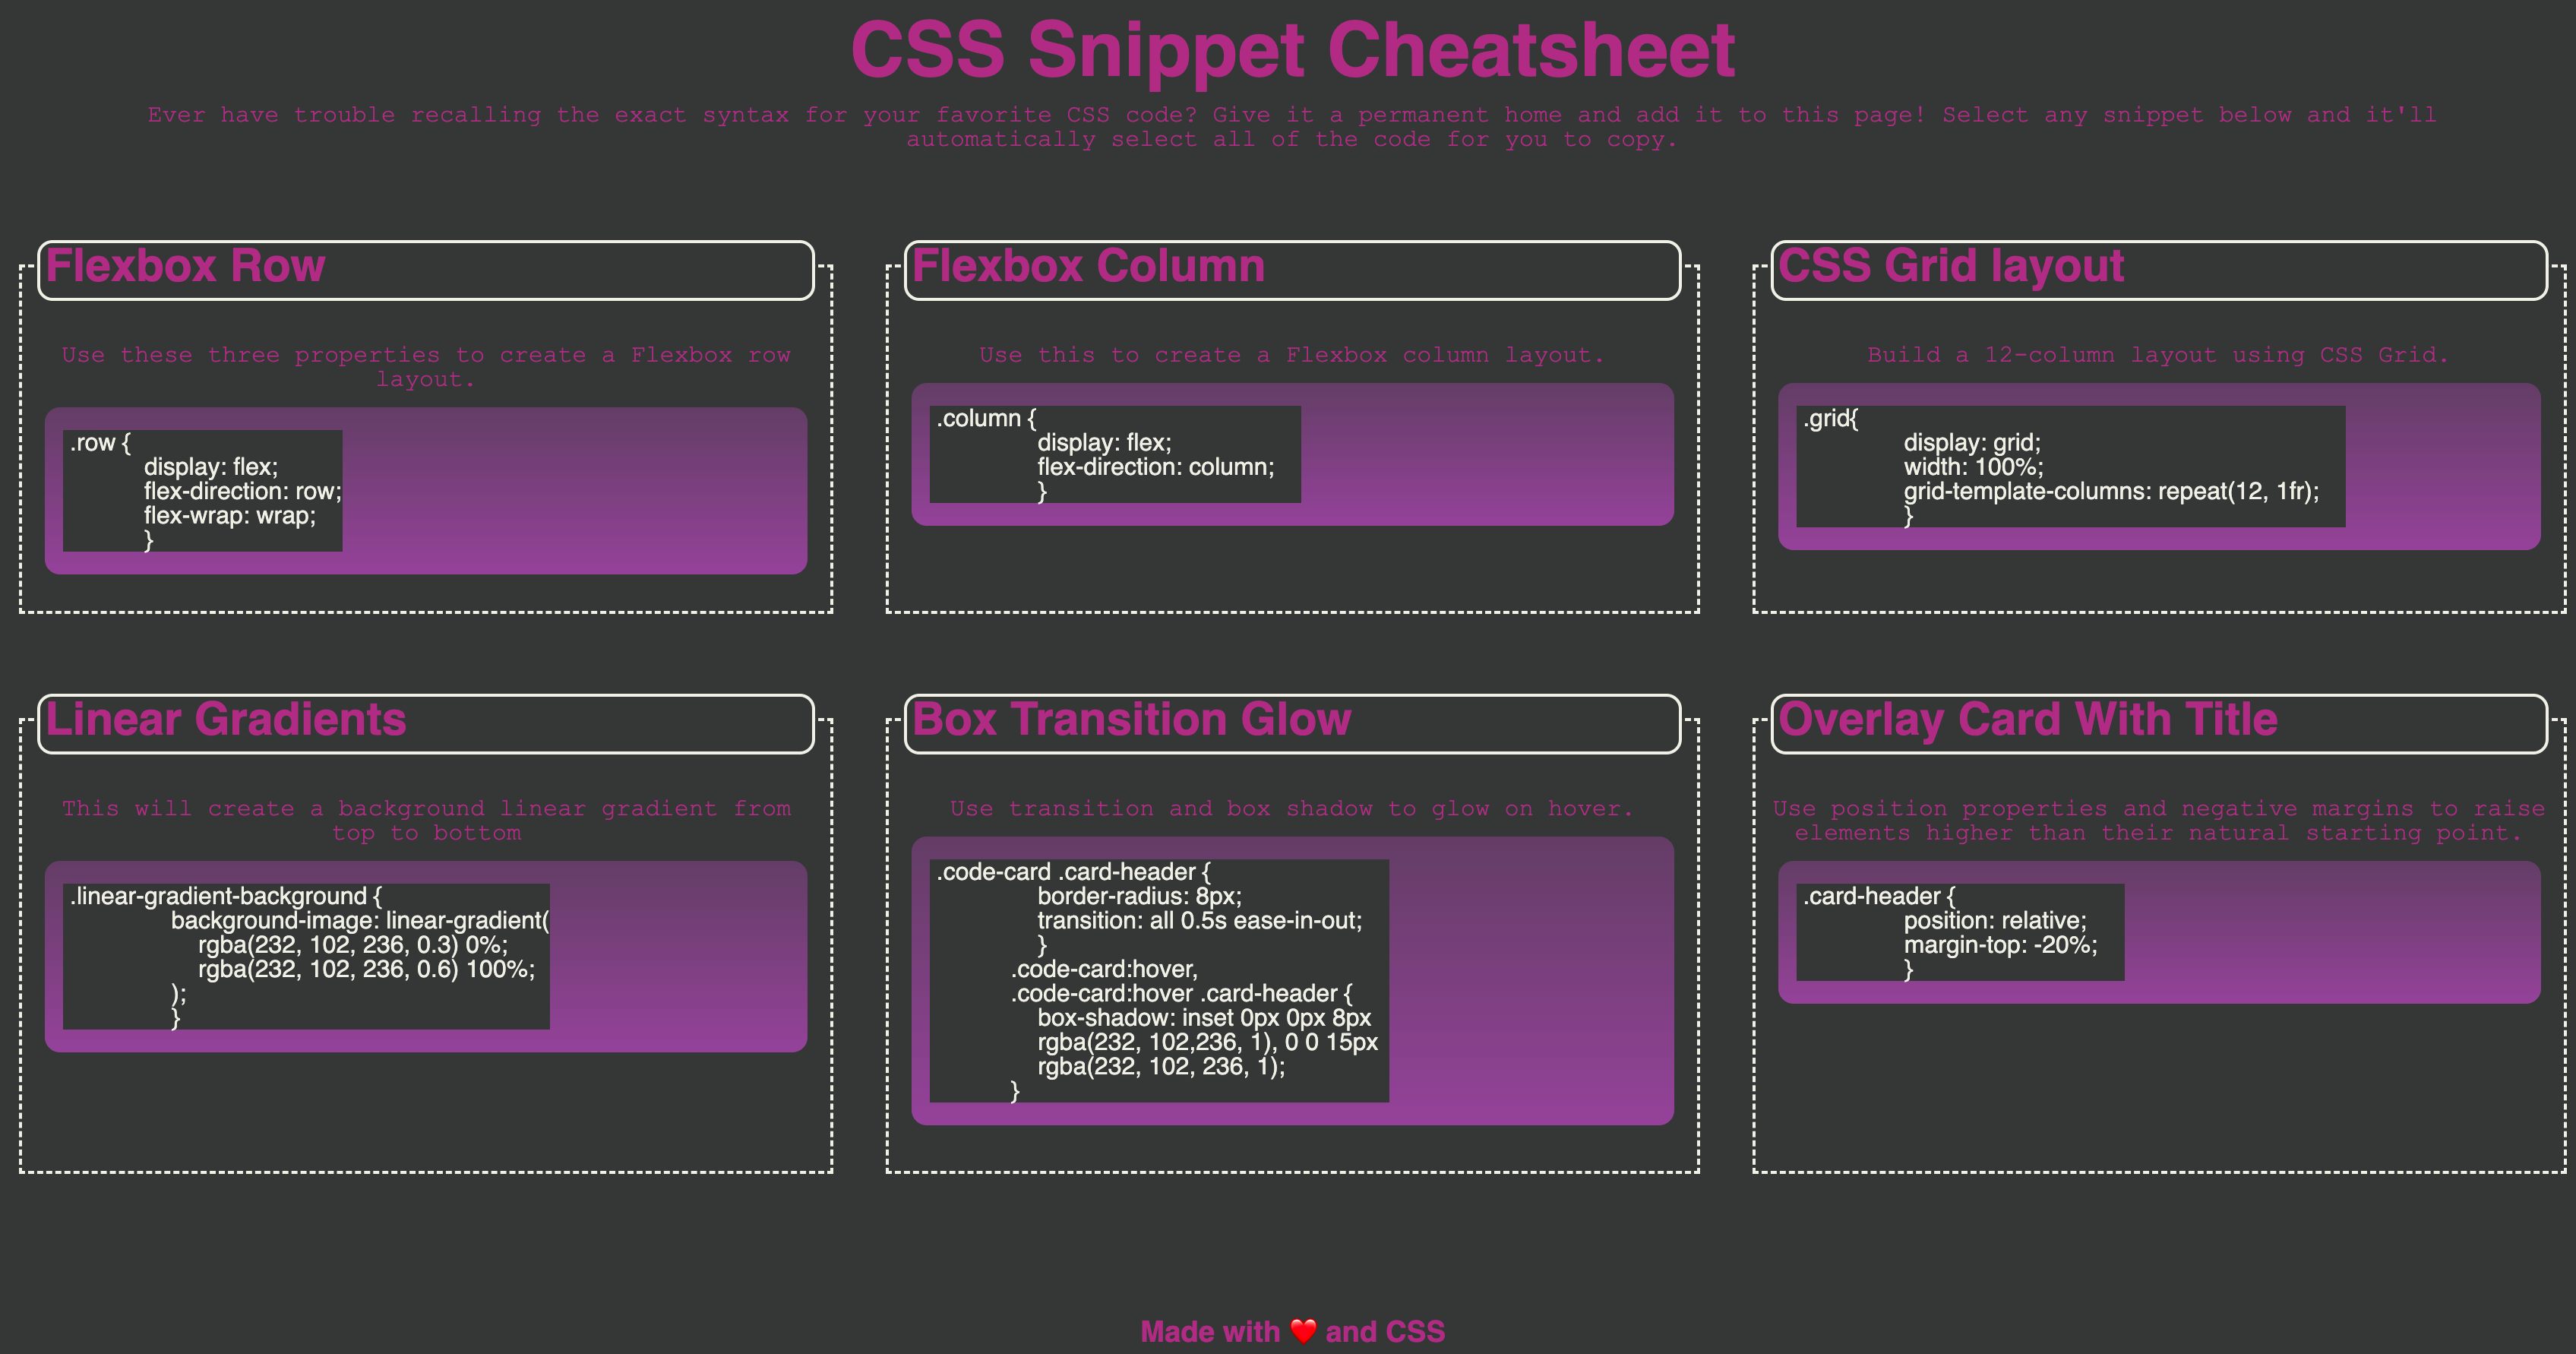 CSS Snippet Cheatsheet
Ever have trouble recalling the exact syntax for your favorite CSS code? Give it a permanent home and add it to this page! Select any snippet below and it'll
automatically select all of the code for you to copy.
Flexbox Row
Use these three properties to create a Flexbox row
layout.
.row {
display: flex;
flex-direction: row;
flex-wrap: wrap;
}
Flexbox Column
Use this to create a Flexbox column layout.
.column {
display: flex;
flex-direction: column;
}
CSS Grid layout
Build a 12-column layout using CSS Grid.
.grid{
display: grid;
width: 100%;
grid-template-columns: repeat(12, 1fr);
}
Linear Gradients
This will create a background linear gradient from
top to bottom
.linear-gradient-background {
background-image: linear-gradient(
rgba(232, 102, 236, 0.3) 0%;
rgba(232, 102, 236, 0.6) 100%;
);
}
Box Transition Glow
Use transition and box shadow to glow on hover.
.code-card .card-header {
border-radius: 8px;
transition: all 0.5s ease-in-out;
}
.code-card:hover,
.code-card:hover .card-header {
box-shadow: inset 0px 0px 8px
rgba(232, 102,236, 1), 0 0 15px
rgba(232, 102, 236, 1);
}
Overlay Card With Title
Use position properties and negative margins to raise
elements higher than their natural starting point.
.card-header {
position: relative;
margin-top: -20%;
}
Made with ❤️ and CSS